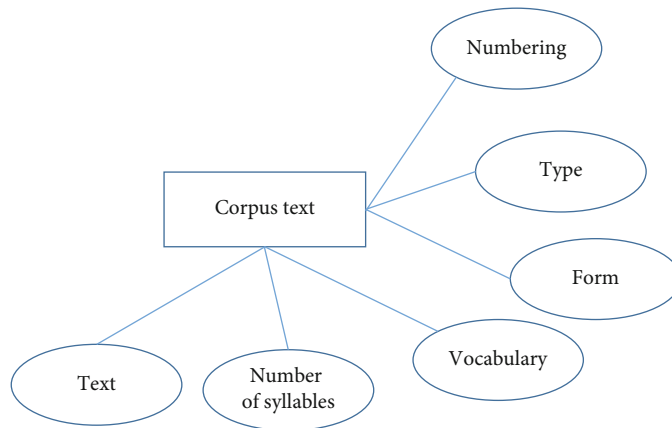 Numbering
Type
Corpus text
Form
Vocabulary
Text
Number
of syllables